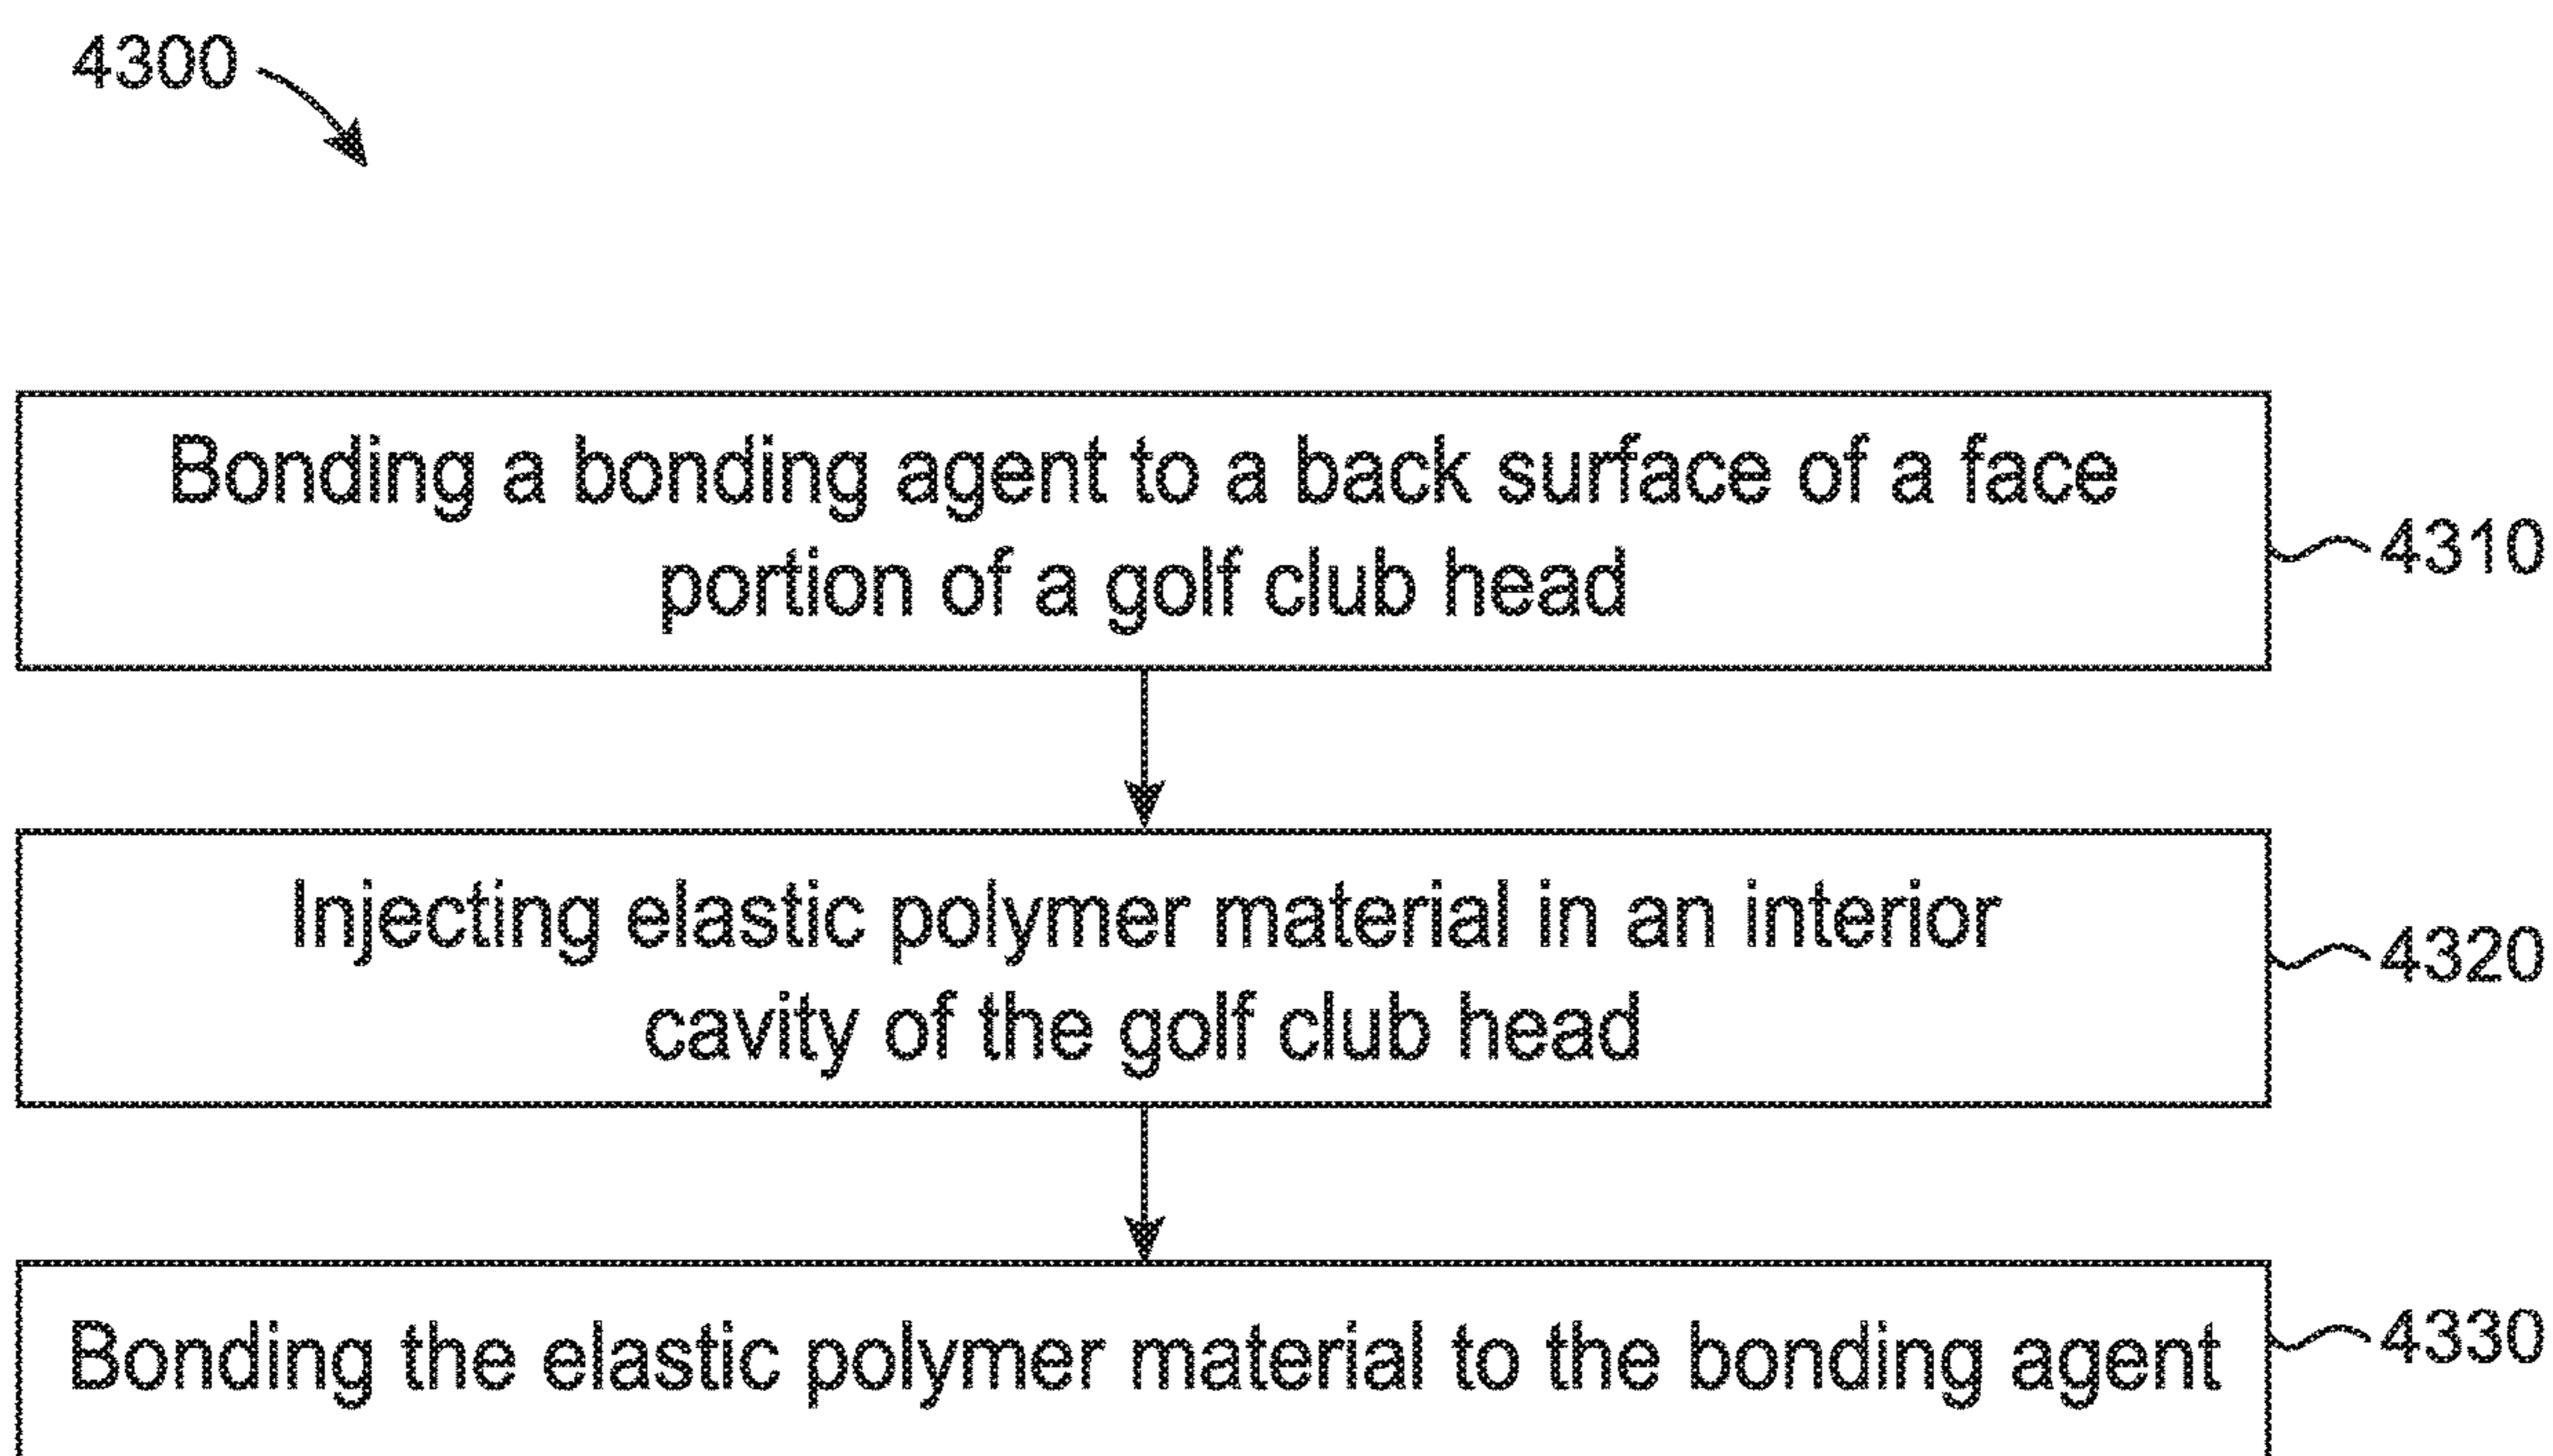 4300
Bonding a bonding agent to a back surface of a face
portion of a golf club head
4310
Injecting elastic polymer material in an interior
cavity of the golf club head
4320
Bonding the elastic polymer material to the bonding agent
4330